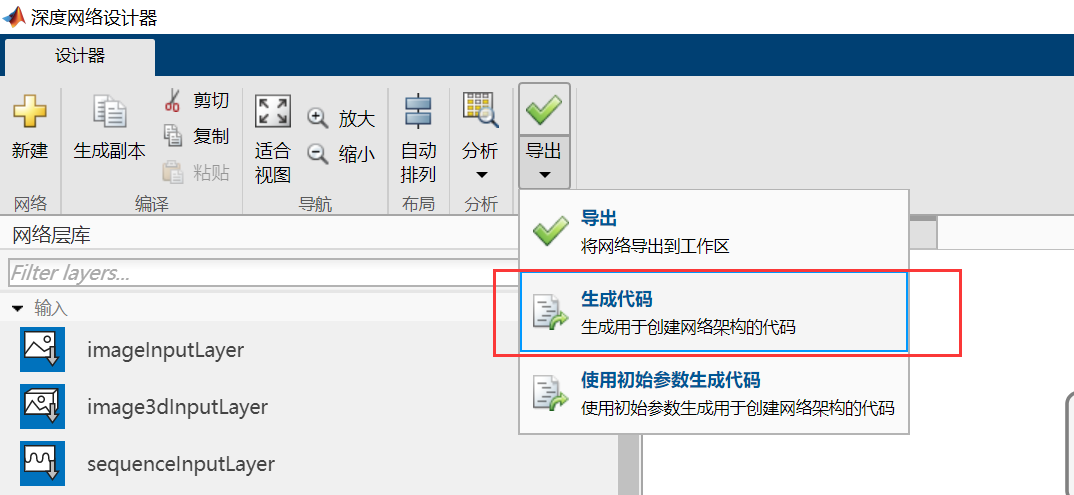 深度网络设计器
设计器
新建
生成副本
剪切
复制
粘贴
适合
视图
放大
缩小
自动
排列
分析
导出
网络
编译
导航
布局
分析
网络层库
Filter layers...
输入
imageInputLayer
image3dInputLayer
sequenceInputLayer
导出
将网络导出到工作区
生成代码
生成用于创建网络架构的代码
使用初始参数生成代码
使用初始参数生成用于创建网络架构的代码